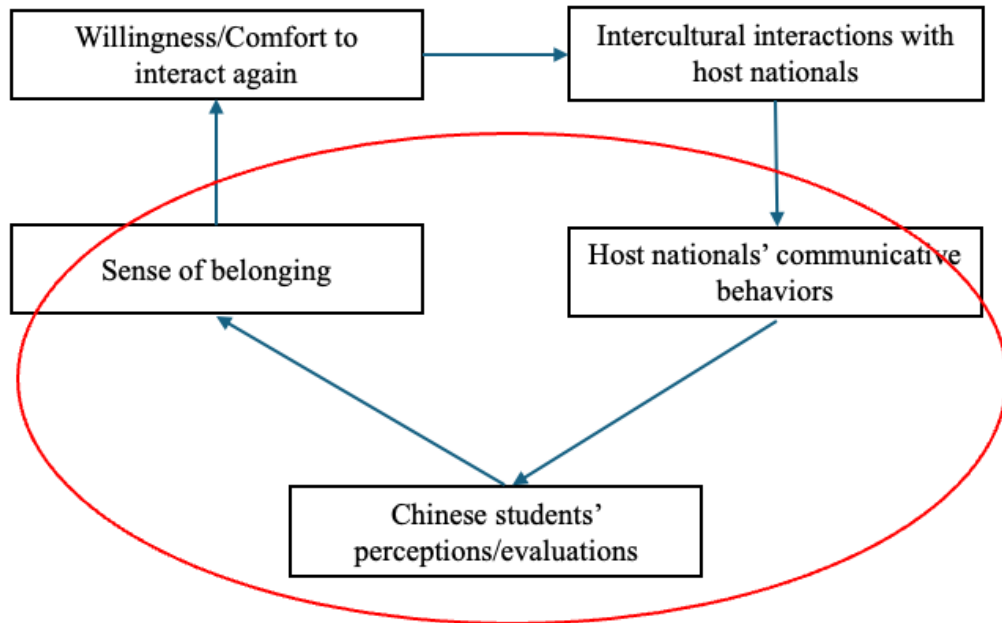 Willingness/Comfort to
interact again
Intercultural interactions with
host nationals
Sense of belonging
Host nationals’ communicative
behaviors
Chinese students’
perceptions/evaluations